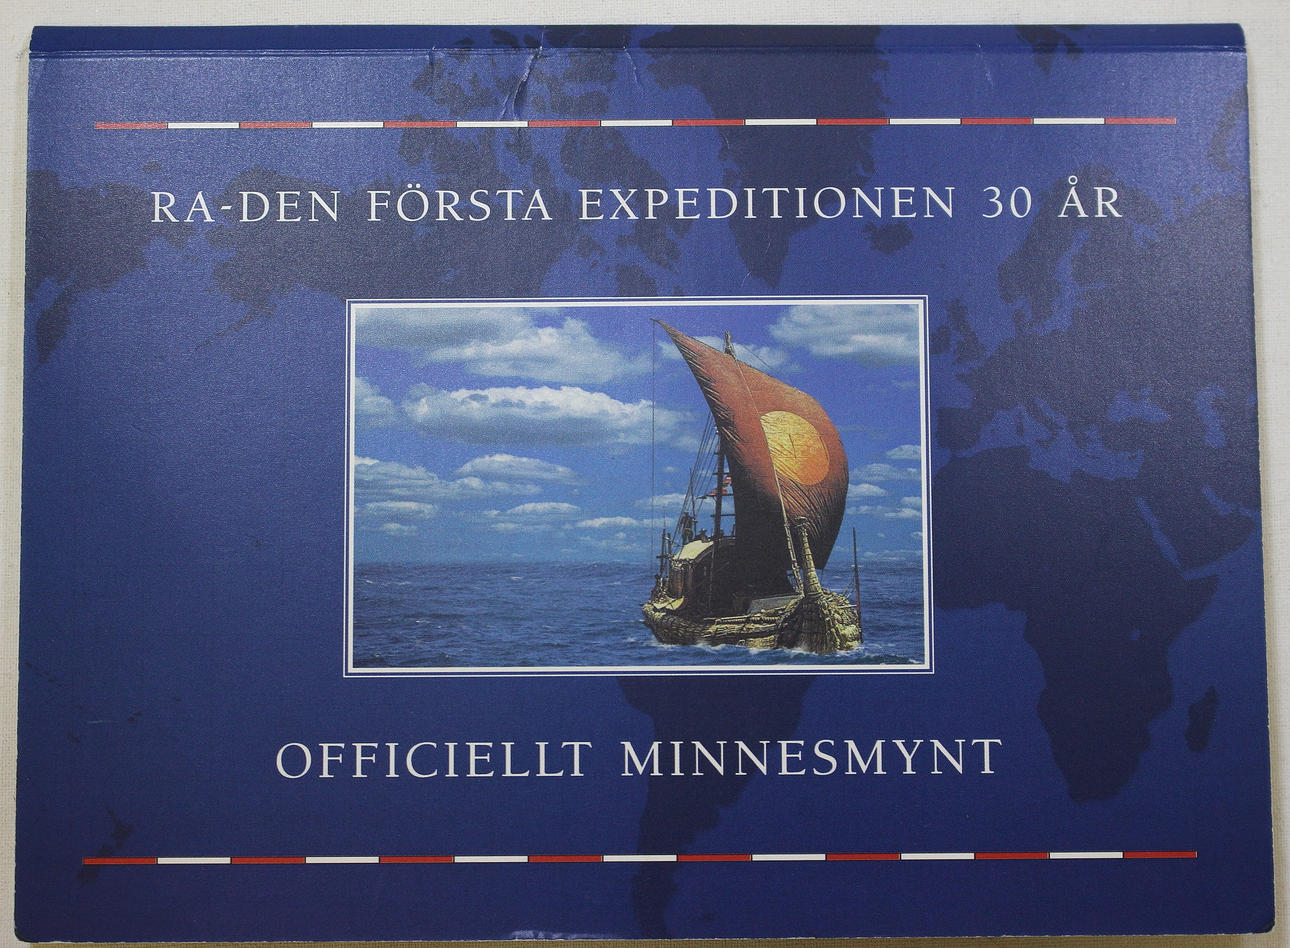 RA-DEN FÖRSTA EXPEDITIONEN 30 ÅR
OFFICIELLT MINNESMYNT